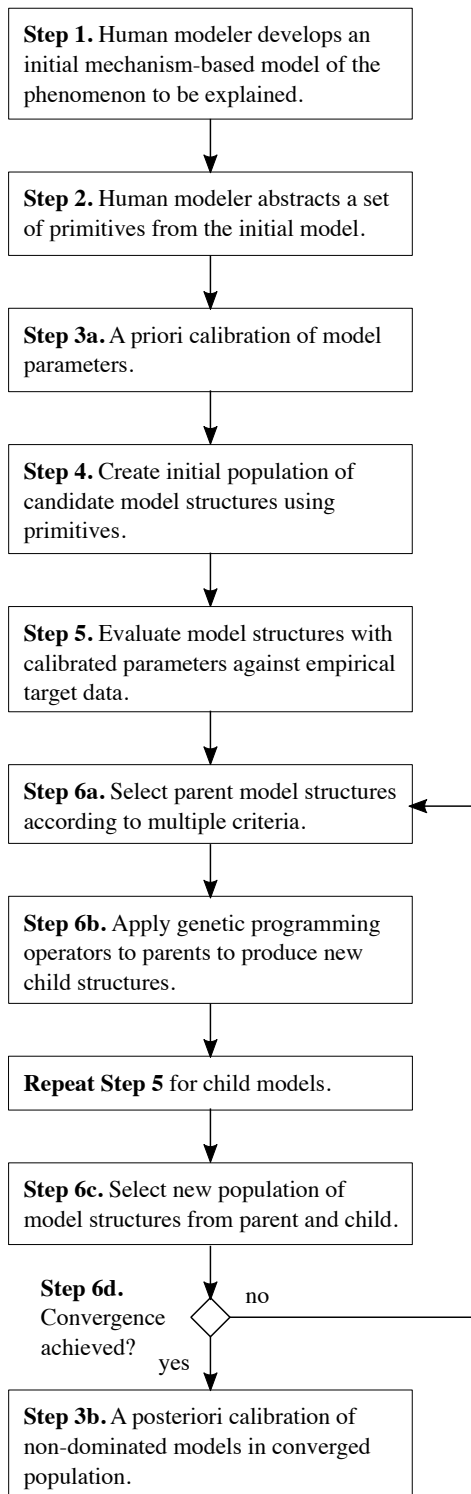 Step 1. Human modeler develops an
initial mechanism-based model of the
phenomenon to be explained.
Step 2. Human modeler abstracts a set
of primitives from the initial model.
Step 3a. A priori calibration of model
parameters.
Step 4. Create initial population of
candidate model structures using
primitives.
Step 5. Evaluate model structures with
calibrated parameters against empirical
target data.
Step 6a. Select parent model structures
according to multiple criteria.
Step 6b. Apply genetic programming
operators to parents to produce new
child structures.
Repeat Step 5 for child models.
Step 6c. Select new population of
model structures from parent and child.
Step 6d.
Convergence
achieved?
no
yes
Step 3b. A posteriori calibration of
non-dominated models in converged
population.